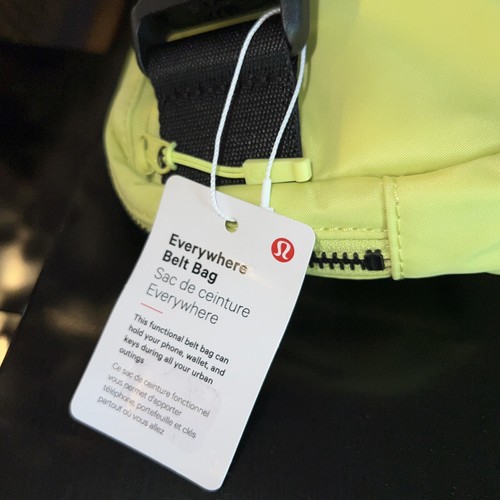 Everywhere
Belt Bag
Sac de ceinture
Everywhere
This functional belt bag can
hold your phone, wallet, and
keys during all your urban
outings
Ce sac de ceinture fonctionnel
vous permet d'apporter
téléphone, portefeuille et clés
partout où vous allez